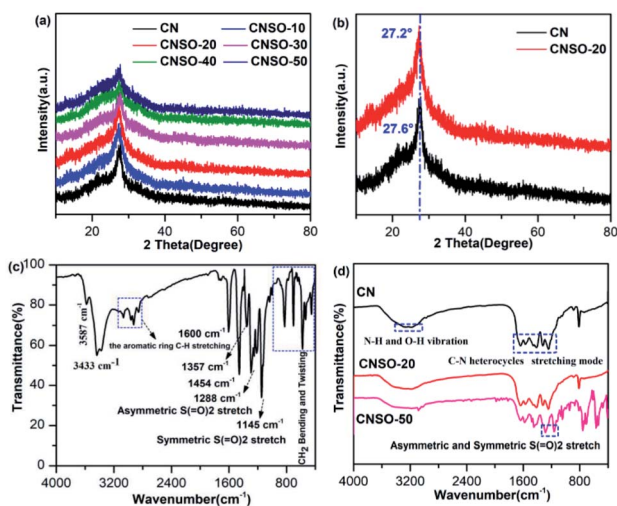 (a)
CN
CNSO-10
CNSO-20
CNSO-30
CNSO-40
CNSO-50
Intensity(a.u.)
20 40 60 80
2 Theta(Degree)
(b)
27.2°
CN
CNSO-20
27.6°
Intensity(a.u.)
20 40 60 80
2 Theta(Degree)
(c)
Transmittance(%)
100
80
60
40
20
0
3587 cm⁻¹
3433 cm⁻¹
the aromatic ring C-H stretching
1600 cm⁻¹
1357 cm⁻¹
1454 cm⁻¹
1288 cm⁻¹
Asymmetric S(=O)2 stretch
1145 cm⁻¹
Symmetric S(=O)2 stretch
CH₂ Bending and Twisting
4000 3200 2400 1600 800
Wavenumber(cm⁻¹)
(d)
CN
N-H and O-H vibration
C-N heterocycles stretching mode
CNSO-20
CNSO-50
Asymmetric and Symmetric S(=O)2 stretch
Transmittance(%)
4000 3200 2400 1600 800
Wavenumber(cm⁻¹)